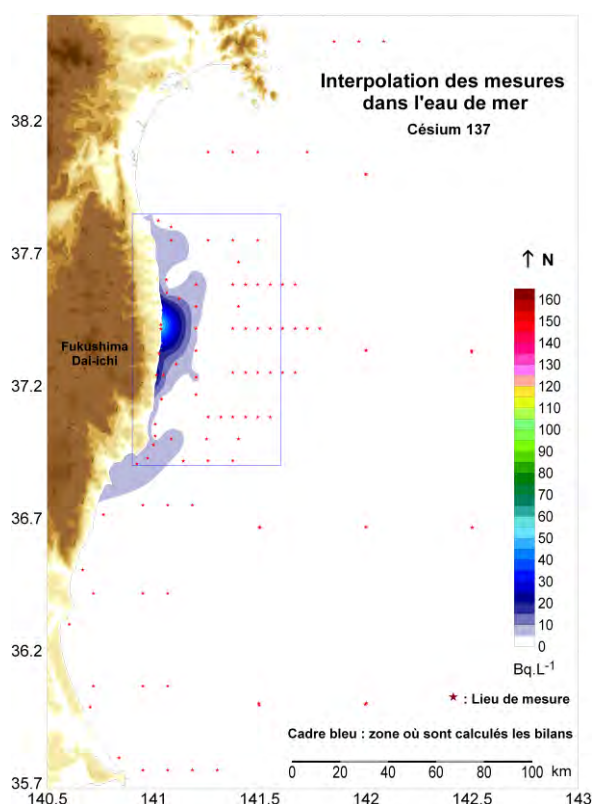 Interpolation des mesures
dans l'eau de mer
Césium 137
38.2
37.7
37.2
36.7
36.2
35.7
140.5
141
141.5
142
142.5
143
Fukushima
Dai-ichi
↑ N
160
150
140
130
120
110
100
90
80
70
60
50
40
30
20
10
0
Bq.L⁻¹
★ : Lieu de mesure
Cadre bleu : zone où sont calculés les bilans
0 20 40 60 80 100 km